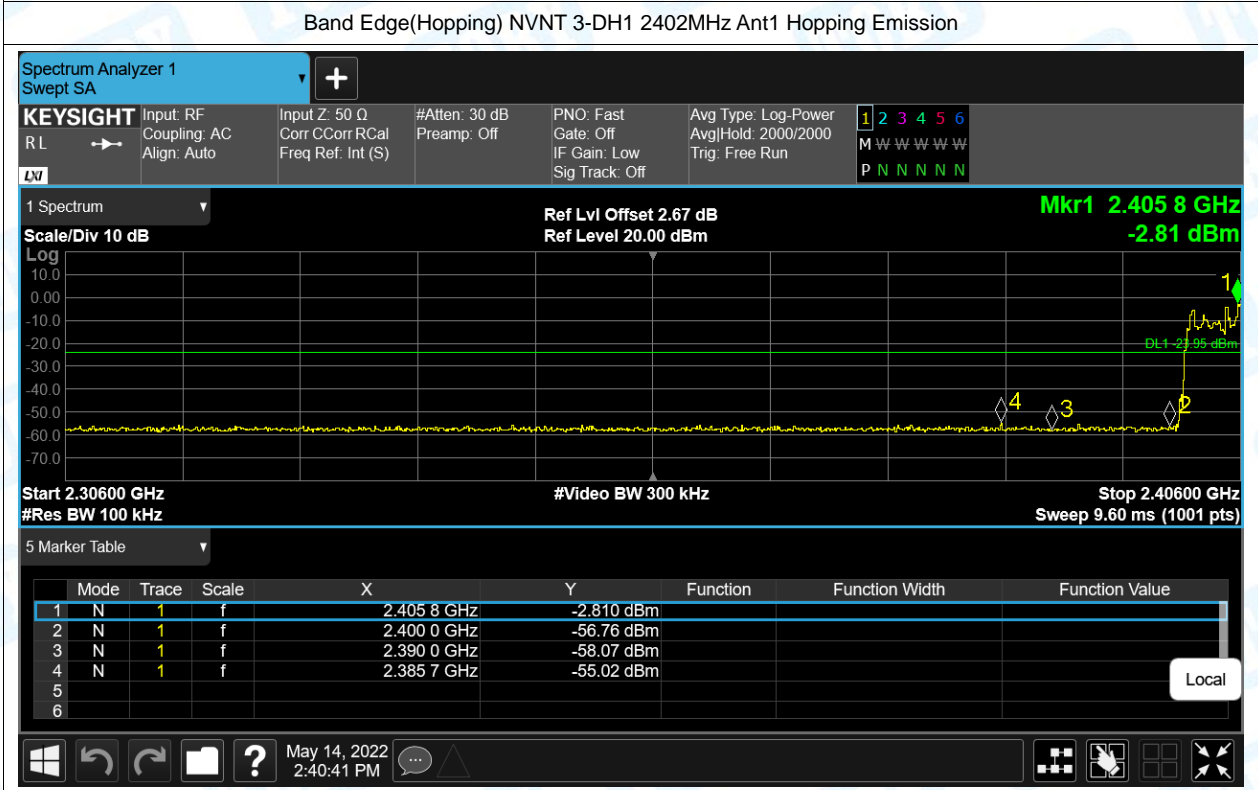 Band Edge(Hopping) NVNT 3-DH1 2402MHz Ant1 Hopping Emission
Spectrum Analyzer 1
Swept SA
KEYSIGHT
R L
LXI
Input: RF
Coupling: AC
Align: Auto
Input Z: 50 Ω
Corr CCorr RCal
Freq Ref: Int (S)
#Atten: 30 dB
Preamp: Off
PNO: Fast
Gate: Off
IF Gain: Low
Sig Track: Off
Avg Type: Log-Power
Avg|Hold: 2000/2000
Trig: Free Run
1 2 3 4 5 6
M W W W W W
P N N N N N
1 Spectrum
Scale/Div 10 dB
Ref Lvl Offset 2.67 dB
Ref Level 20.00 dBm
Mkr1 2.405 8 GHz
-2.81 dBm
Log
10.0
0.00
-10.0
-20.0
-30.0
-40.0
-50.0
-60.0
-70.0
1
4
3
2
Start 2.30600 GHz
#Res BW 100 kHz
#Video BW 300 kHz
Stop 2.40600 GHz
Sweep 9.60 ms (1001 pts)
5 Marker Table
Mode Trace Scale X Y Function Function Width Function Value
1 N 1 f 2.405 8 GHz -2.810 dBm
2 N 1 f 2.400 0 GHz -56.76 dBm
3 N 1 f 2.390 0 GHz -58.07 dBm
4 N 1 f 2.385 7 GHz -55.02 dBm
5
6
Local
?
May 14, 2022
2:40:41 PM